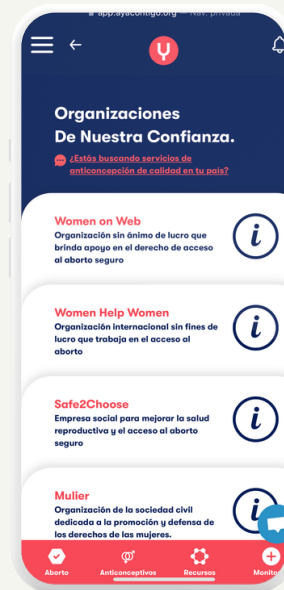 app.ayacontigo.org — Nav. privada
Organizaciones
De Nuestra Confianza.
¿Estás buscando servicios de
anticoncepción de calidad en tu país?
Women on Web
Organización sin ánimo de lucro que
brinda apoyo en el derecho de acceso
al aborto seguro
i
Women Help Women
Organización internacional sin fines de
lucro que trabaja en el acceso al
aborto
i
Safe2Choose
Empresa social para mejorar la salud
reproductiva y el acceso al aborto
seguro
i
Mulier
Organización de la sociedad civil
dedicada a la promoción y defensa de
los derechos de las mujeres.
i
Aborto Anticonceptivos Recursos Monito